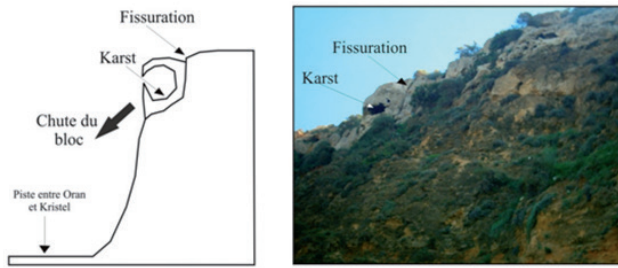 Fissuration
Karst
Chute du
bloc
Piste entre Oran
et Kristel
Fissuration
Karst